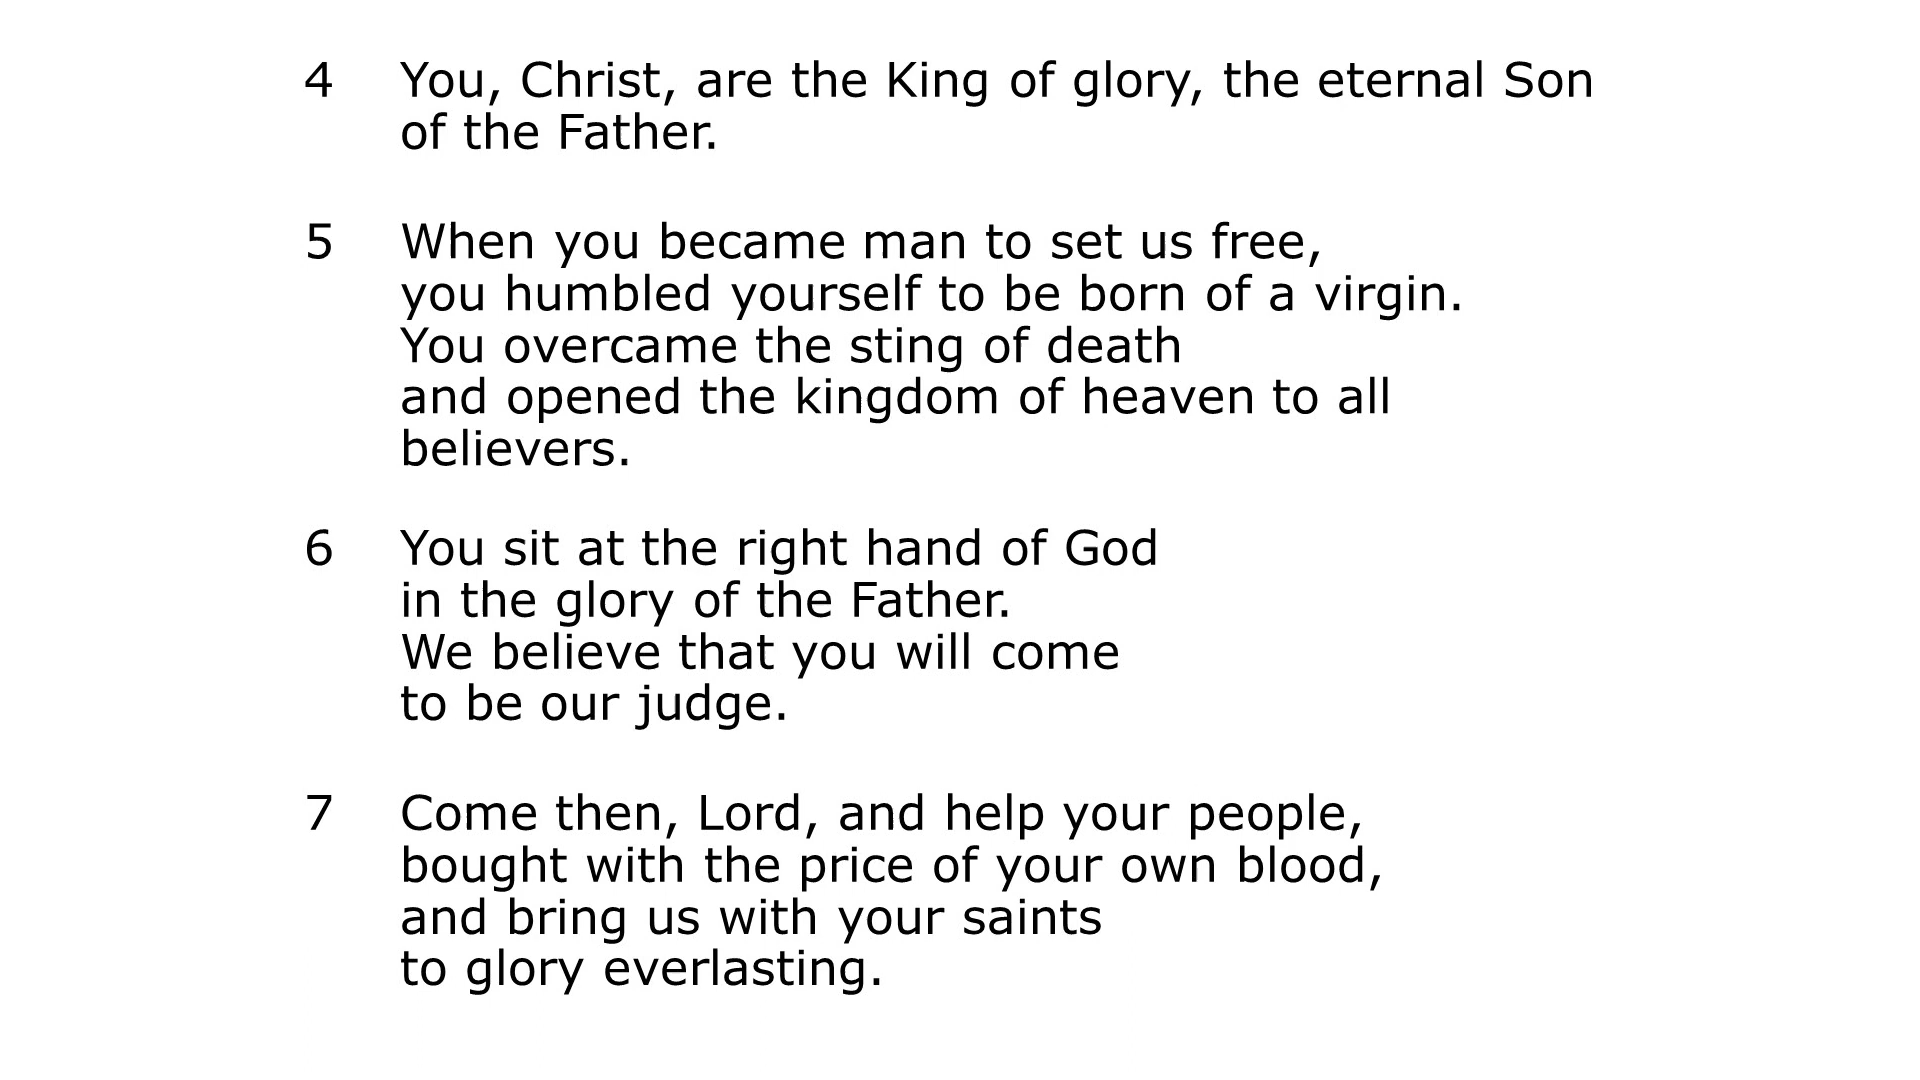 4 You, Christ, are the King of glory, the eternal Son
of the Father.
5 When you became man to set us free,
you humbled yourself to be born of a virgin.
You overcame the sting of death
and opened the kingdom of heaven to all
believers.
6 You sit at the right hand of God
in the glory of the Father.
We believe that you will come
to be our judge.
7 Come then, Lord, and help your people,
bought with the price of your own blood,
and bring us with your saints
to glory everlasting.